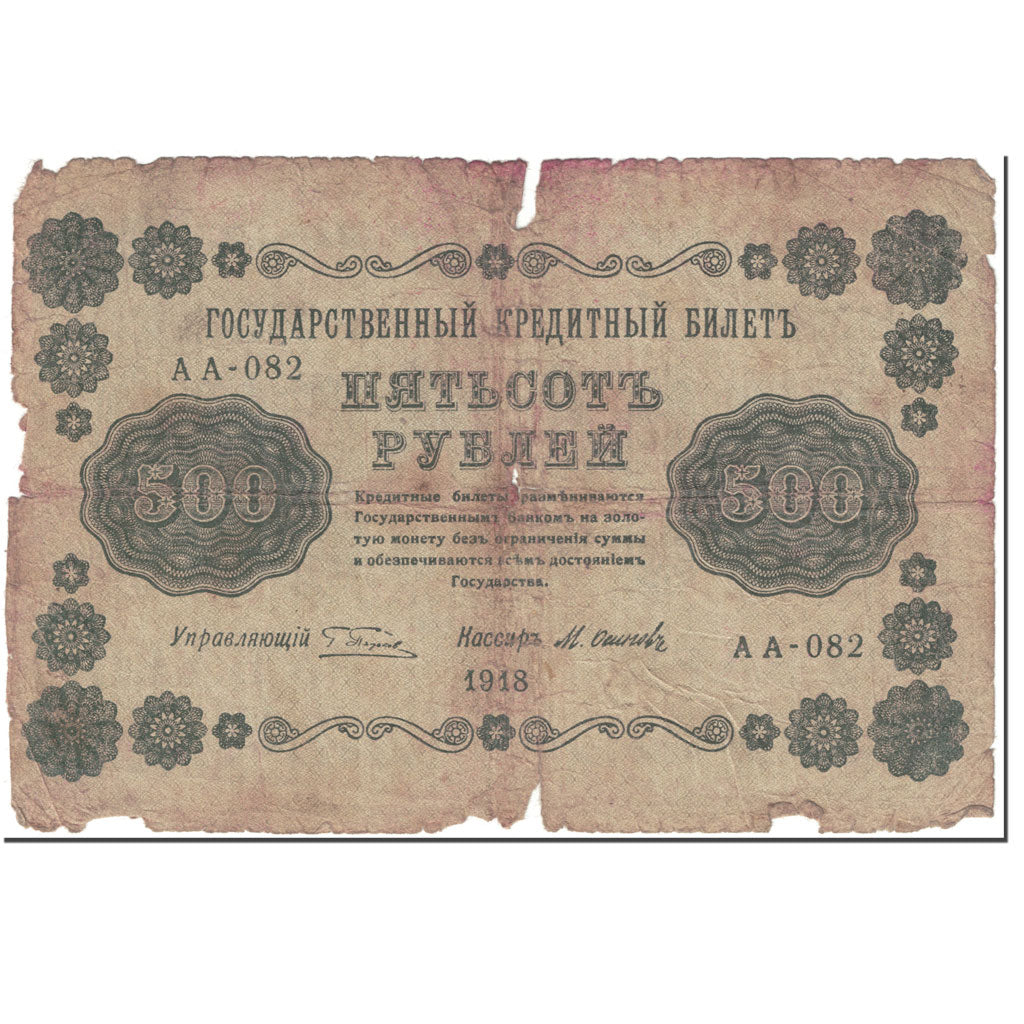 ГОСУДАРСТВЕННЫЙ КРЕДИТНЫЙ БИЛЕТЪ
АА-082
ПЯТЬСОТЪ
РУБЛЕЙ
500
500
Кредитные билеты размѣниваются
Государственнымъ банкомъ на золо-
тую монету безъ ограниченія суммы
и обезпечиваются всѣмъ достояніемъ
Государства.
Управляющій
Кассиръ М. Осиповъ
АА-082
1918